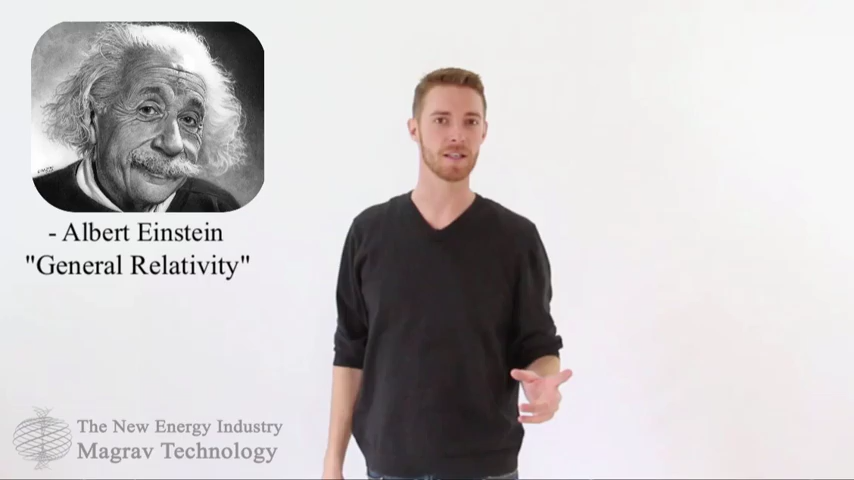 - Albert Einstein
"General Relativity"
The New Energy Industry
Magrav Technology